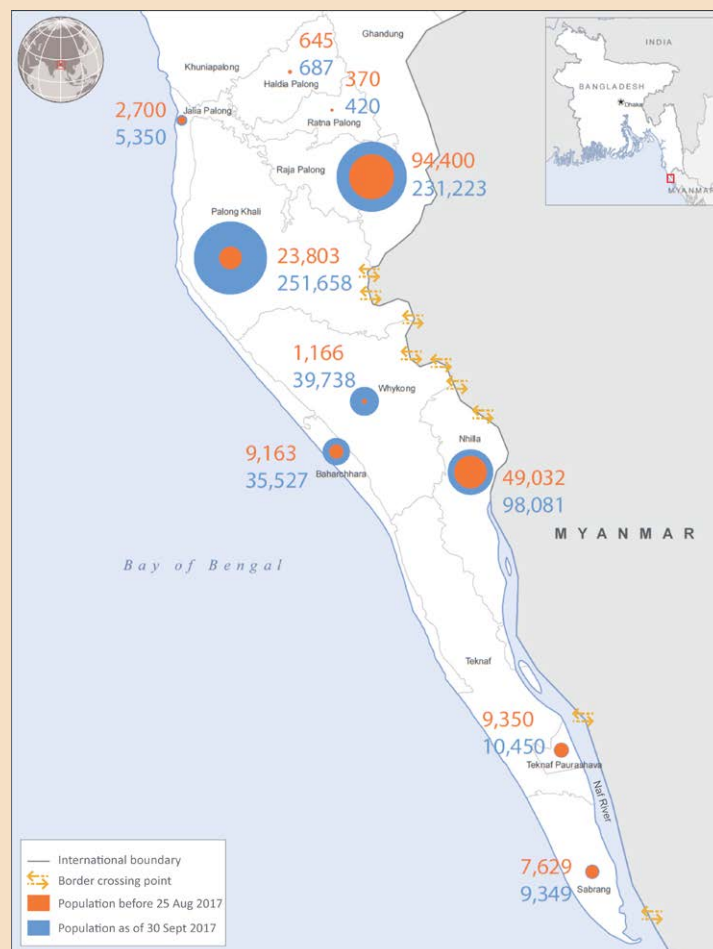 Ghandung
INDIA
BANGLADESH
Dhaka
MYANMAR
645
687
Khuniapalong
Haldia Palong
370
420
Ratna Palong
2,700
5,350
Jalia Palong
Raja Palong
94,400
231,223
Palong Khali
23,803
251,658
1,166
39,738
Whykong
9,163
35,527
Baharchhara
Nhilla
49,032
98,081
MYANMAR
Bay of Bengal
Teknaf
9,350
10,450
Teknaf Paurashava
Naf River
7,629
9,349
Sabrang
International boundary
Border crossing point
Population before 25 Aug 2017
Population as of 30 Sept 2017